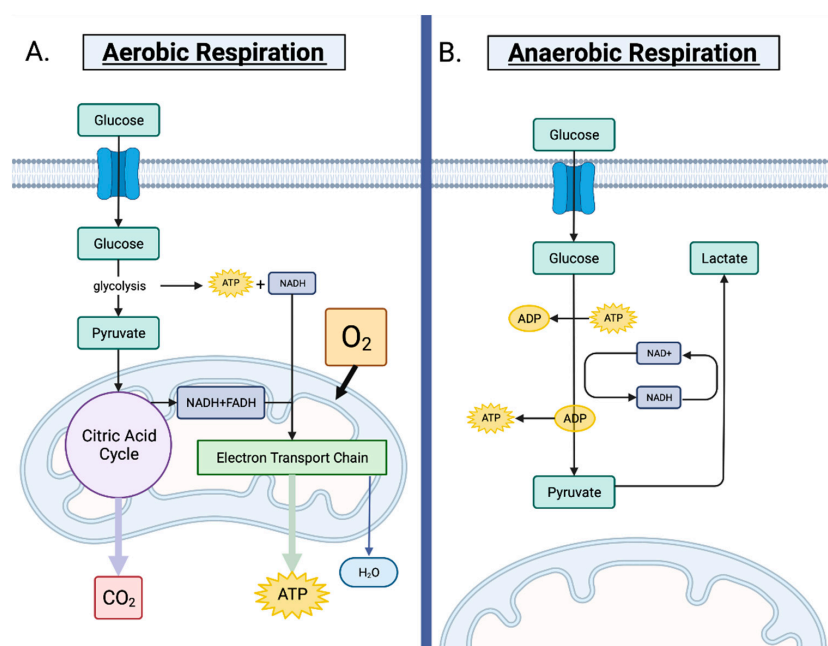 A.
Aerobic Respiration
Glucose
Glucose
glycolysis
ATP
+
NADH
Pyruvate
O₂
NADH+FADH
Citric Acid
Cycle
Electron Transport Chain
CO₂
ATP
H₂O
B.
Anaerobic Respiration
Glucose
Glucose
Lactate
ADP
ATP
NAD+
NADH
ATP
ADP
Pyruvate